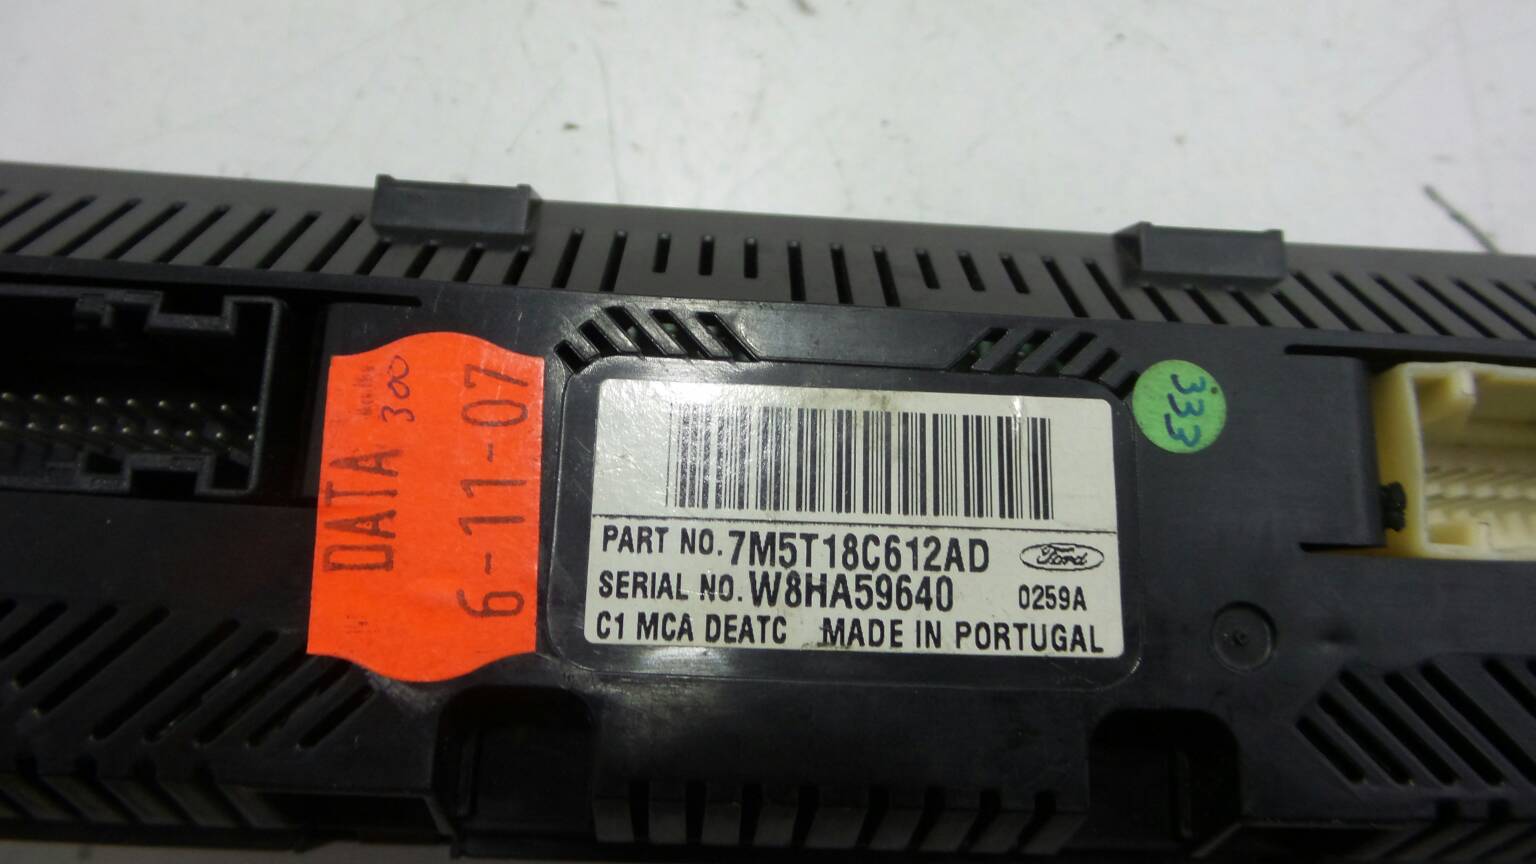 DATA
300
6-11-07
333
PART NO. 7M5T18C612AD
Ford
SERIAL NO. W8HA59640 0259A
C1 MCA DEATC MADE IN PORTUGAL